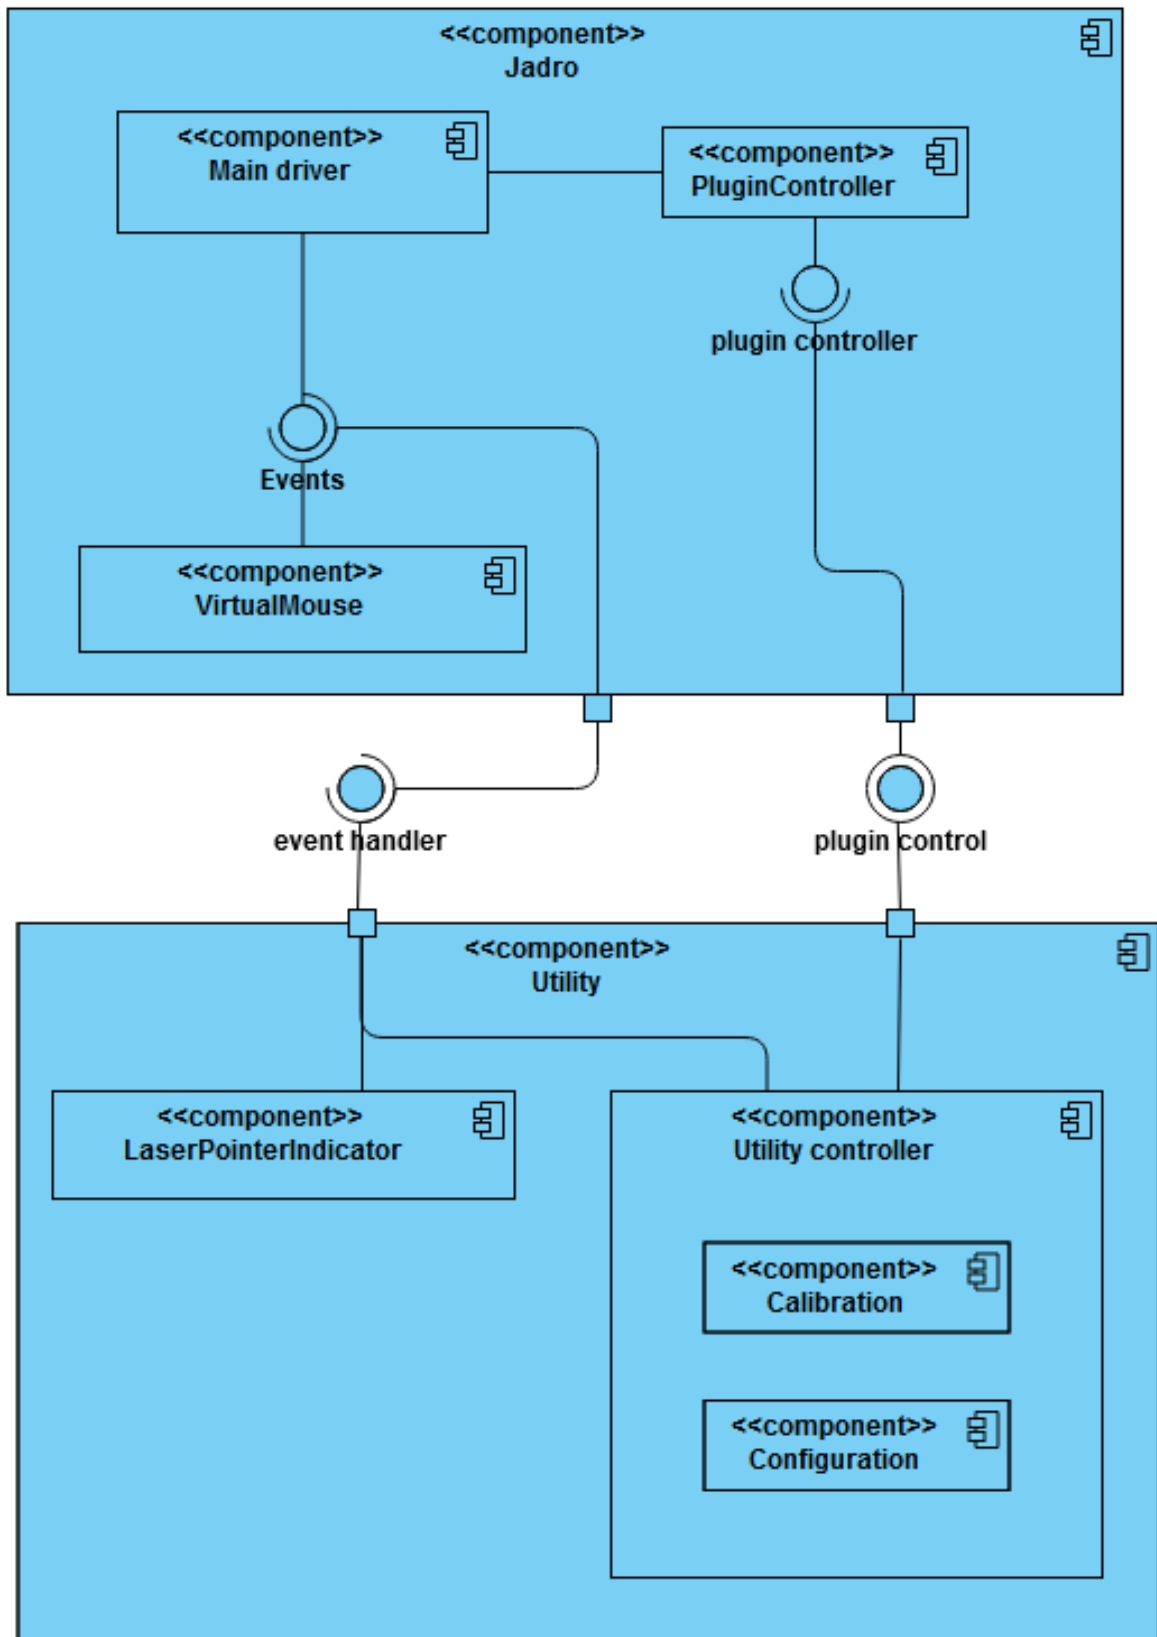 <<component>>
Jadro
<<component>>
Main driver
<<component>>
PluginController
plugin controller
Events
<<component>>
VirtualMouse
event handler
plugin control
<<component>>
Utility
<<component>>
LaserPointerIndicator
<<component>>
Utility controller
<<component>>
Calibration
<<component>>
Configuration